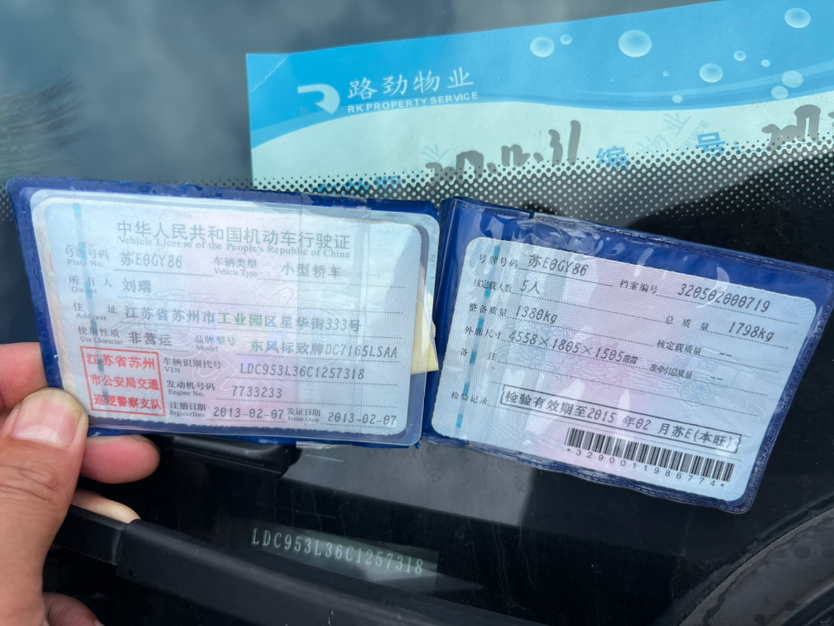 路劲物业
RK PROPERTY SERVICE
编 号
中华人民共和国机动车行驶证
Vehicle License of the People's Republic of China
号牌号码 苏E0GY86 车辆类型 小型轿车
Plate No. Vehicle Type
所有人 刘瑞
Owner
住址 江苏省苏州市工业园区星华街333号
Address
使用性质 非营运 品牌型号 东风标致牌DC7165LSAA
Use Character Model
江苏省苏州
市公安局交通
巡逻警察支队
车辆识别代号 LDC953L36C1257318
VIN
发动机号码 7733233
Engine No.
注册日期 2013-02-07 发证日期 2013-02-07
Register Date Issue Date
号牌号码 苏E0GY86 档案编号 320502000719
核定载人数 5人 总质量 1798kg
整备质量 1380kg 核定载质量 --
外廓尺寸 4558×1805×1505mm 准牵引总质量 --
备注
检验记录 检验有效期至2015年02月苏E(本旺)
*3290011986774*
LDC953L36C1257318